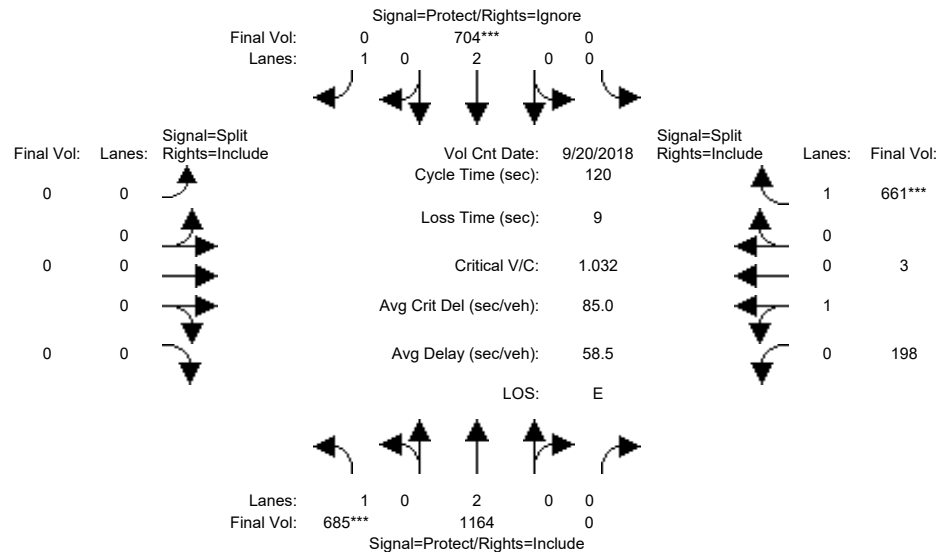 Signal=Protect/Rights=Ignore
Final Vol: 0 704*** 0
Lanes: 1 0 2 0 0
Signal=Split
Final Vol: Lanes: Rights=Include
Vol Cnt Date: 9/20/2018
Signal=Split
Rights=Include Lanes: Final Vol:
Cycle Time (sec): 120
0 0
1 661***
Loss Time (sec): 9
0
0
0 0
Critical V/C: 1.032
0 3
0
Avg Crit Del (sec/veh): 85.0
1
0 0
Avg Delay (sec/veh): 58.5
0 198
LOS: E
Lanes: 1 0 2 0 0
Final Vol: 685*** 1164 0
Signal=Protect/Rights=Include